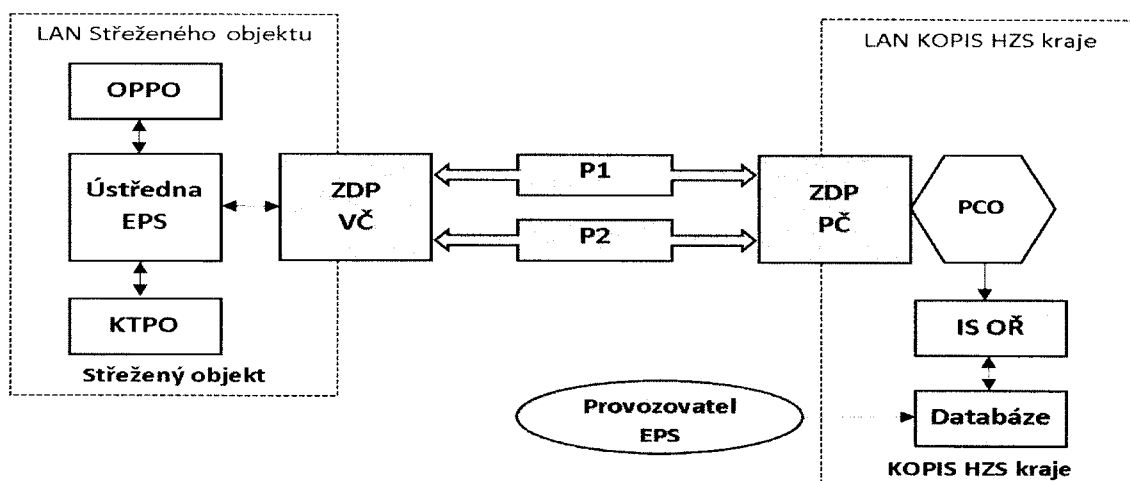 LAN Střeženého objektu
OPPO
Ústředna
EPS
KTPO
Střežený objekt
ZDP
VČ
P1
P2
LAN KOPIS HZS kraje
ZDP
PČ
PCO
IS OŘ
Databáze
KOPIS HZS kraje
Provozovatel
EPS